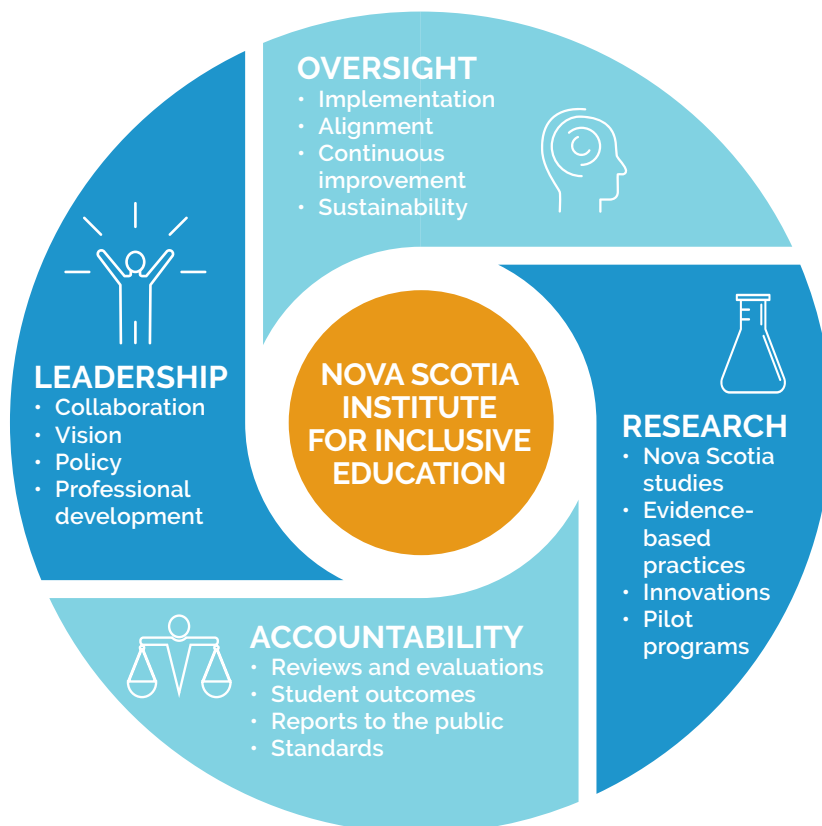 OVERSIGHT
• Implementation
• Alignment
• Continuous
improvement
• Sustainability
LEADERSHIP
• Collaboration
• Vision
• Policy
• Professional
development
NOVA SCOTIA
INSTITUTE
FOR INCLUSIVE
EDUCATION
RESEARCH
• Nova Scotia
studies
• Evidence-
based
practices
• Innovations
• Pilot
programs
ACCOUNTABILITY
• Reviews and evaluations
• Student outcomes
• Reports to the public
• Standards